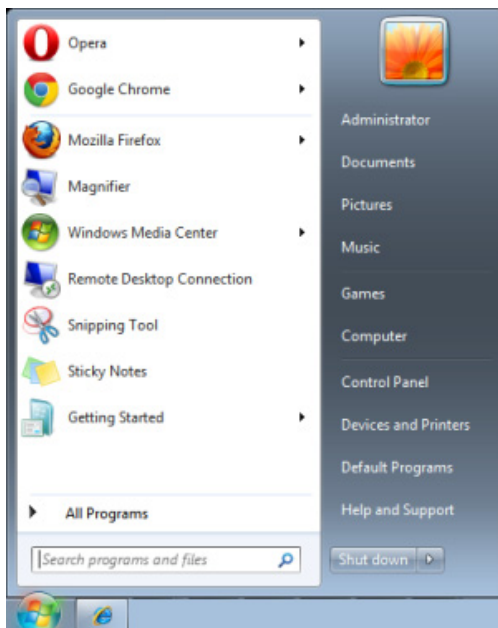 Opera
Google Chrome
Mozilla Firefox
Magnifier
Windows Media Center
Remote Desktop Connection
Snipping Tool
Sticky Notes
Getting Started
All Programs
Search programs and files
Administrator
Documents
Pictures
Music
Games
Computer
Control Panel
Devices and Printers
Default Programs
Help and Support
Shut down